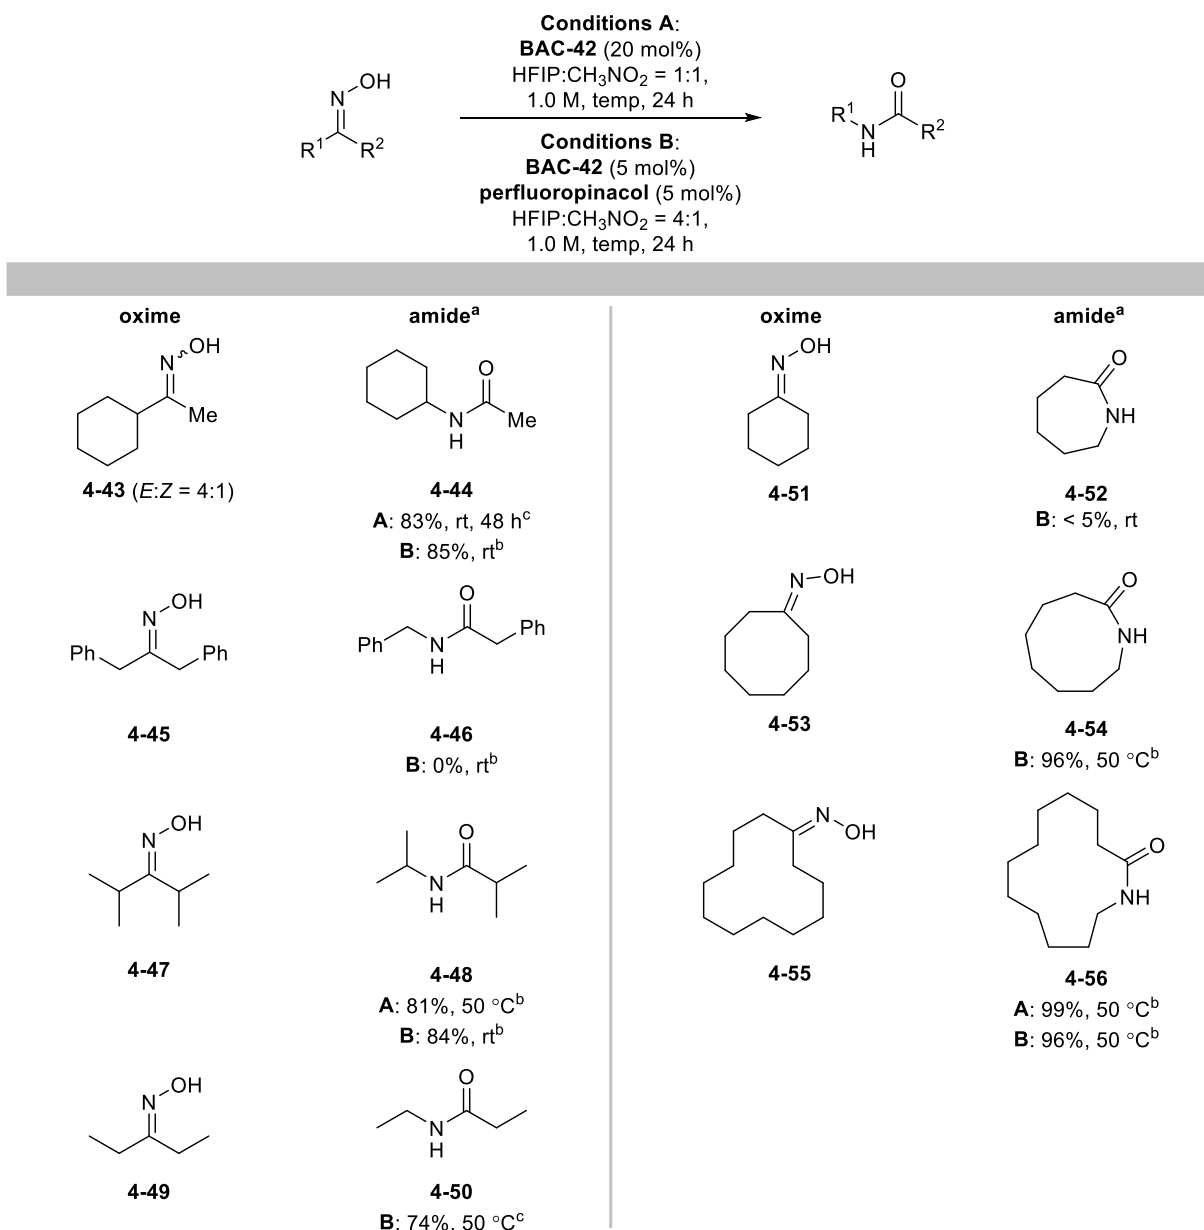 Conditions A:
BAC-42 (20 mol%)
HFIP:CH₃NO₂ = 1:1,
1.0 M, temp, 24 h
Conditions B:
BAC-42 (5 mol%)
perfluoropinacol (5 mol%)
HFIP:CH₃NO₂ = 4:1,
1.0 M, temp, 24 h
OH
N
R¹ R²
O
R¹
N
H
R²
oxime amideᵃ
OH
N
Me
4-43 (E:Z = 4:1)
O
N
H
Me
4-44
A: 83%, rt, 48 hᶜ
B: 85%, rtᵇ
OH
N
Ph Ph
4-45
O
Ph
N
H
Ph
4-46
B: 0%, rtᵇ
OH
N
4-47
O
N
H
4-48
A: 81%, 50 °Cᵇ
B: 84%, rtᵇ
OH
N
4-49
O
N
H
4-50
B: 74%, 50 °Cᶜ
oxime amideᵃ
OH
N
4-51
O
NH
4-52
B: < 5%, rt
N OH
4-53
O
NH
4-54
B: 96%, 50 °Cᵇ
N
OH
4-55
O
NH
4-56
A: 99%, 50 °Cᵇ
B: 96%, 50 °Cᵇ